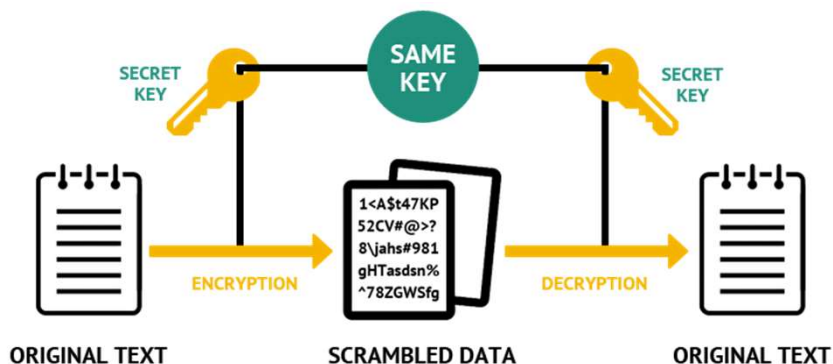 SAME
KEY
SECRET
KEY
SECRET
KEY
1<A$t47KP
52CV#@>?
8\jahs#981
gHTasdsn%
^78ZGWSfg
ENCRYPTION
DECRYPTION
ORIGINAL TEXT
SCRAMBLED DATA
ORIGINAL TEXT